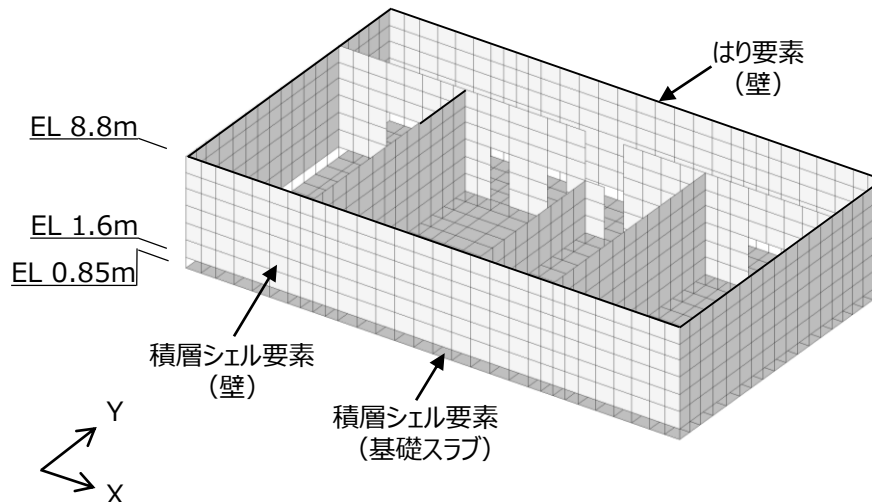 はり要素
（壁）
EL 8.8m
EL 1.6m
EL 0.85m
積層シェル要素
（壁）
積層シェル要素
（基礎スラブ）
Y
X